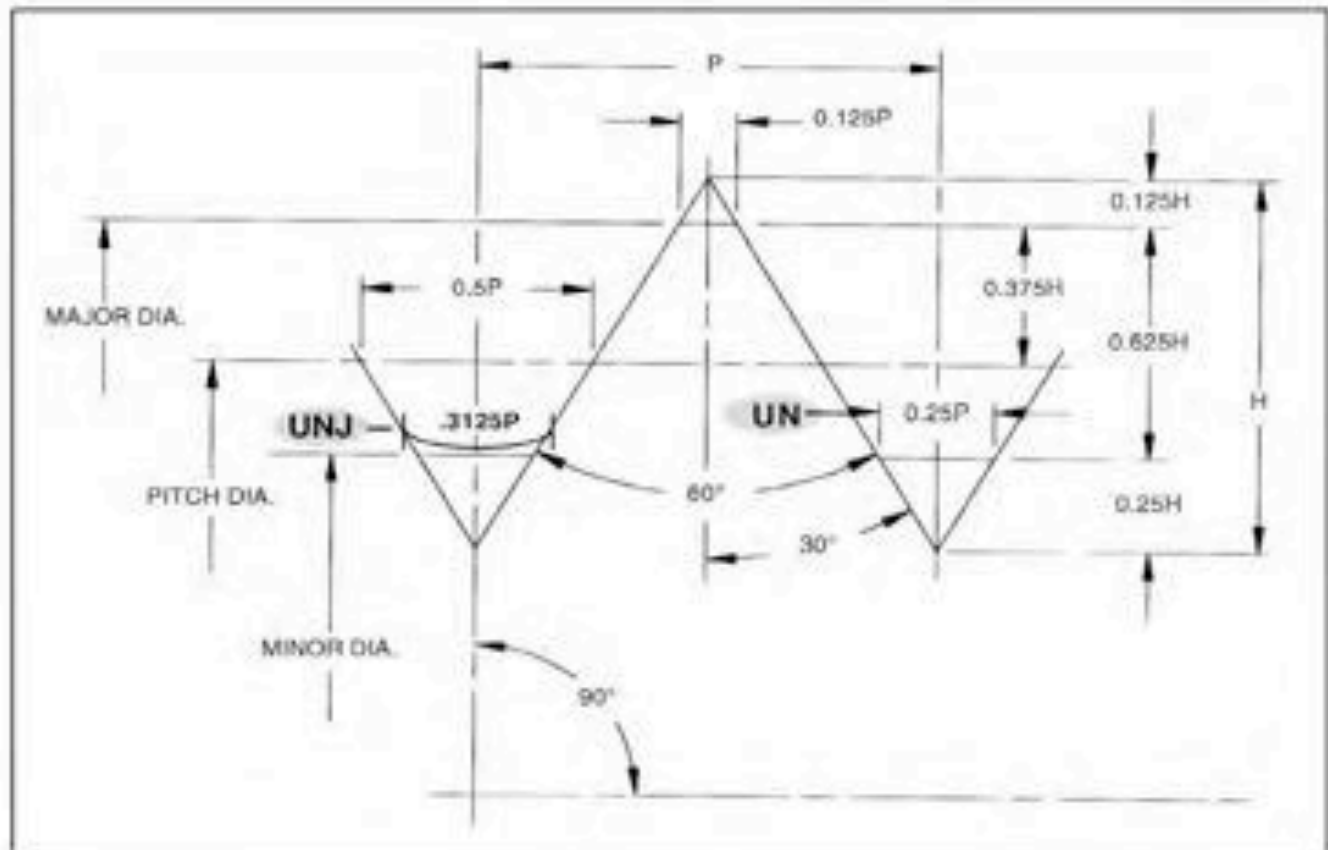 P
0.125P
0.125H
0.5P
0.375H
MAJOR DIA.
0.625H
H
UNJ
.3125P
UN
0.25P
PITCH DIA.
60°
0.25H
30°
MINOR DIA.
90°